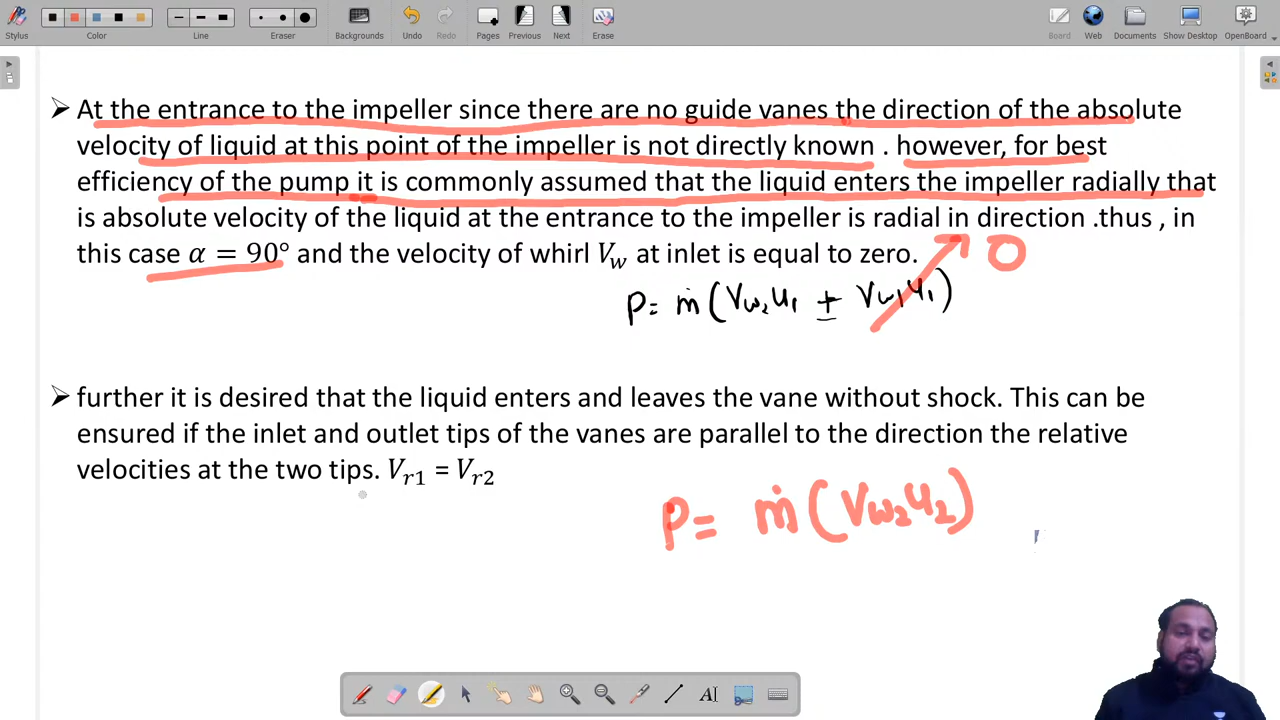 Stylus Color Line Eraser Backgrounds Undo Redo Pages Previous Next Erase Board Web Documents Show Desktop OpenBoard
➢ At the entrance to the impeller since there are no guide vanes the direction of the absolute
velocity of liquid at this point of the impeller is not directly known . however, for best
efficiency of the pump it is commonly assumed that the liquid enters the impeller radially that
is absolute velocity of the liquid at the entrance to the impeller is radial in direction .thus , in
this case α = 90° and the velocity of whirl V_w at inlet is equal to zero.
0
P= ṁ (Vw₂u₁ ± Vw₁u₁)
➢ further it is desired that the liquid enters and leaves the vane without shock. This can be
ensured if the inlet and outlet tips of the vanes are parallel to the direction the relative
velocities at the two tips. V_r1 = V_r2
P= ṁ (Vw₂u₂)